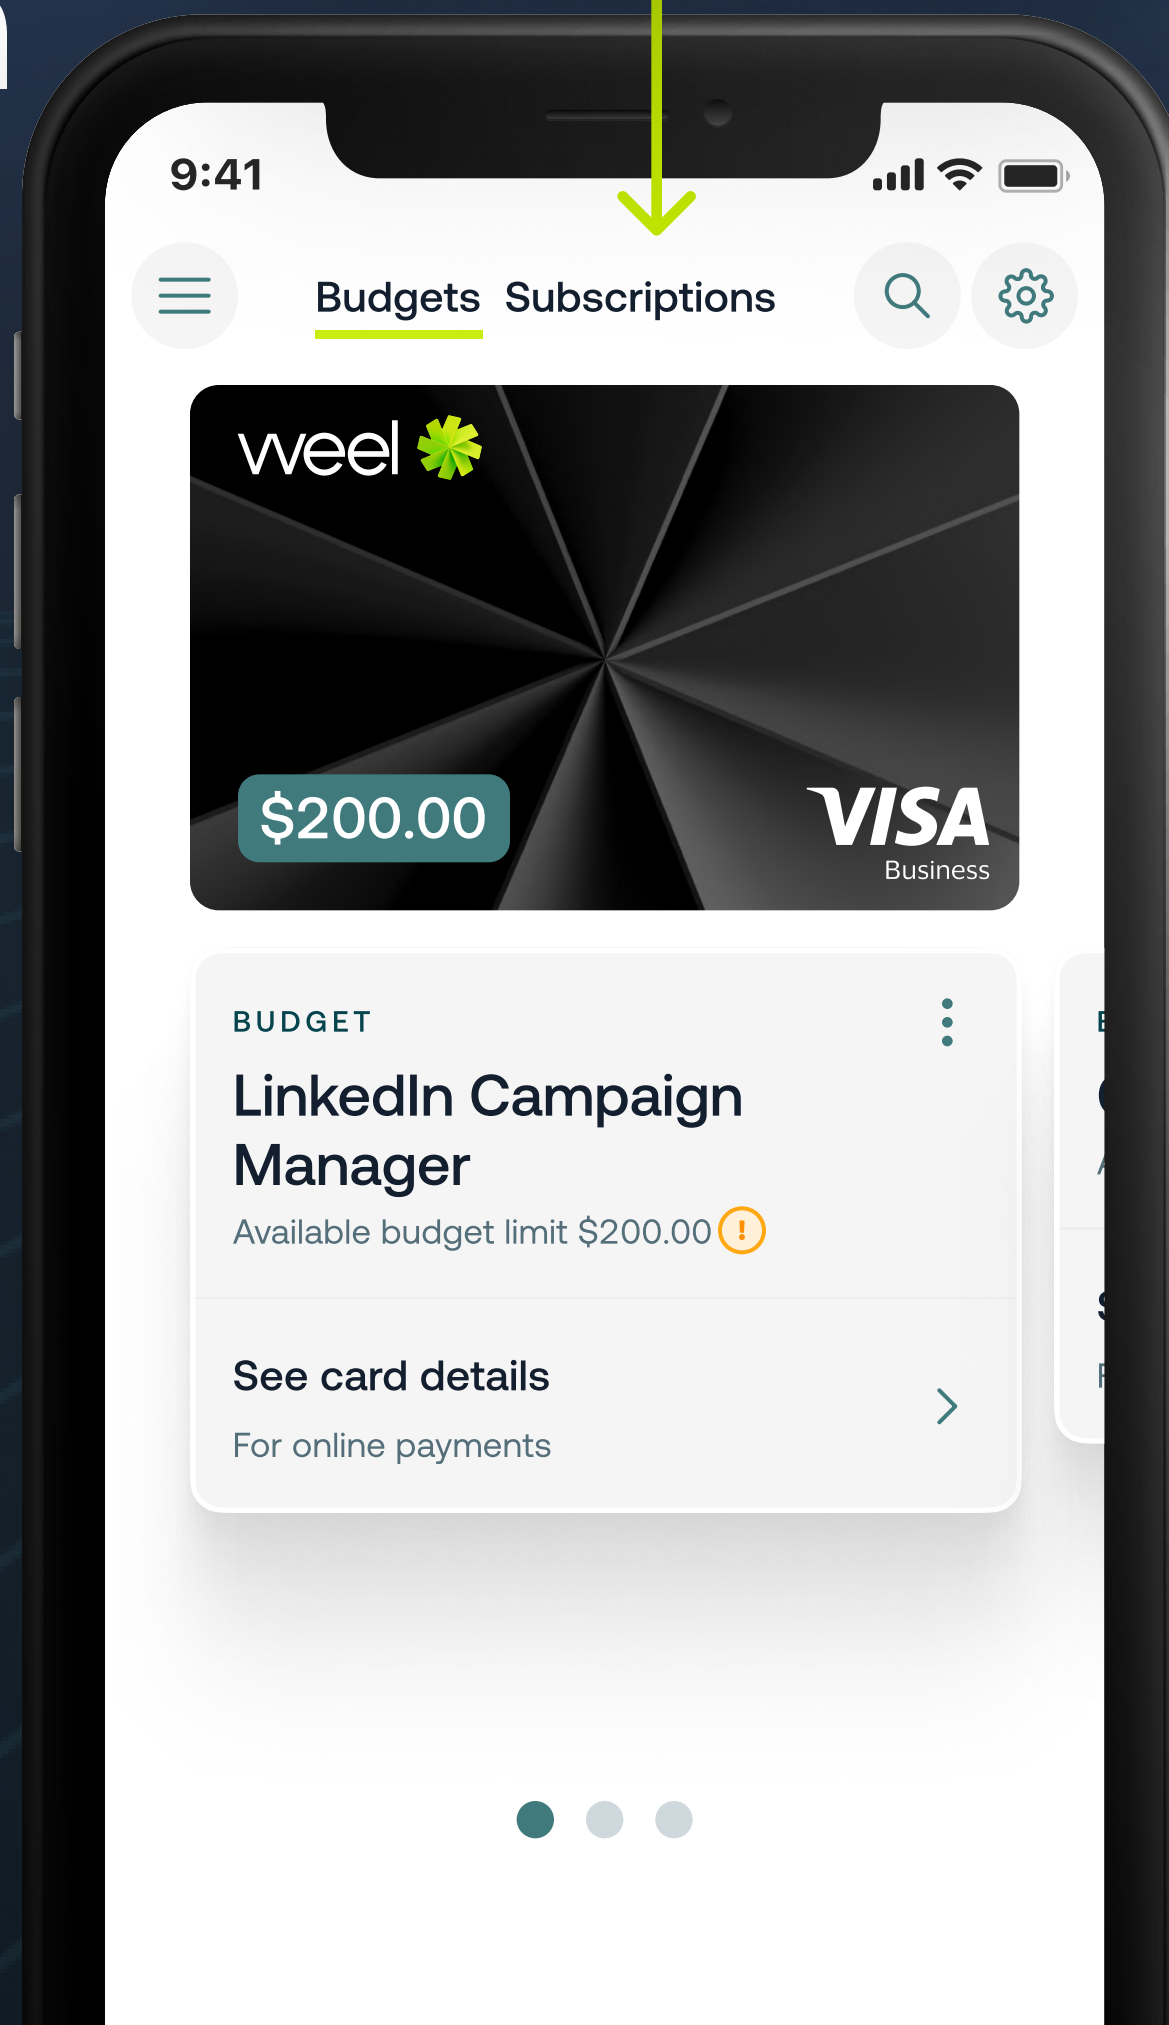 9:41
Budgets Subscriptions
weel
$200.00
VISA
Business
BUDGET
LinkedIn Campaign
Manager
Available budget limit $200.00
See card details
For online payments